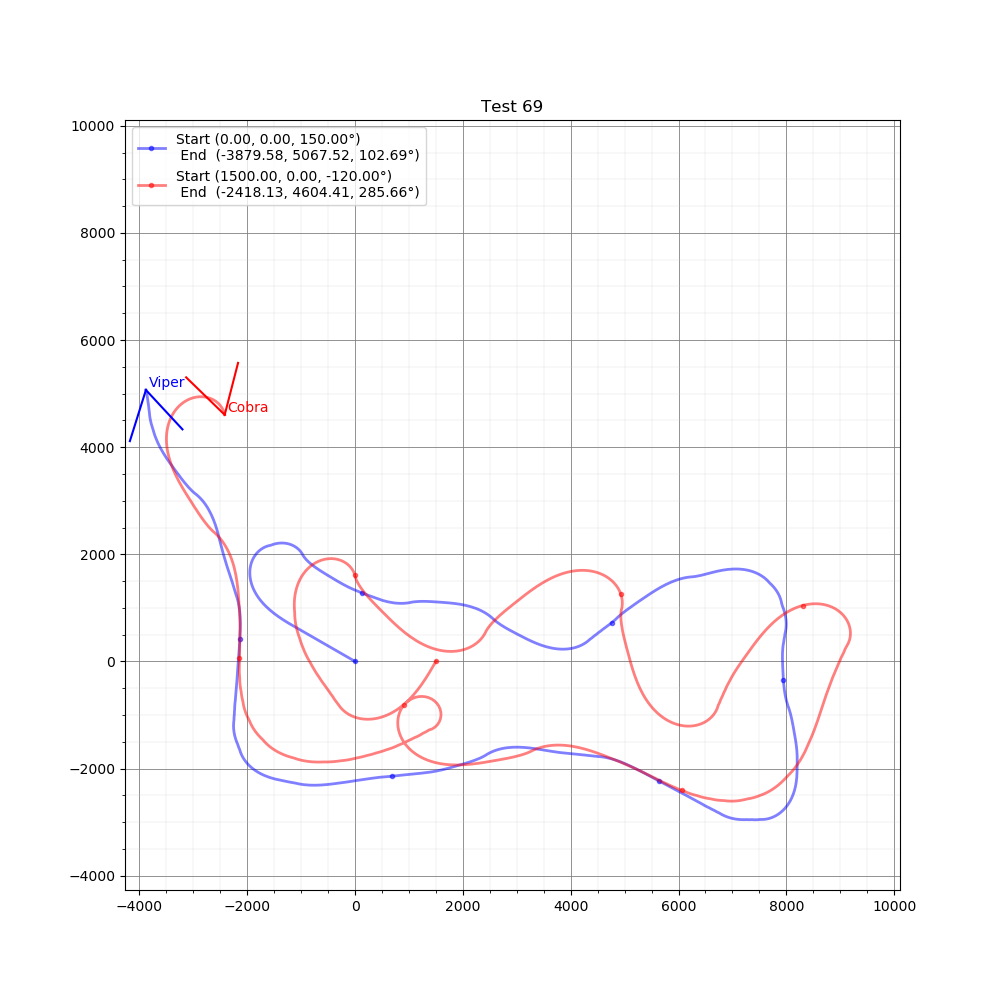 Test 69
Start (0.00, 0.00, 150.00°)
End (-3879.58, 5067.52, 102.69°)
Start (1500.00, 0.00, -120.00°)
End (-2418.13, 4604.41, 285.66°)
10000
8000
6000
4000
2000
0
−2000
−4000
Viper
Cobra
−4000 −2000 0 2000 4000 6000 8000 10000